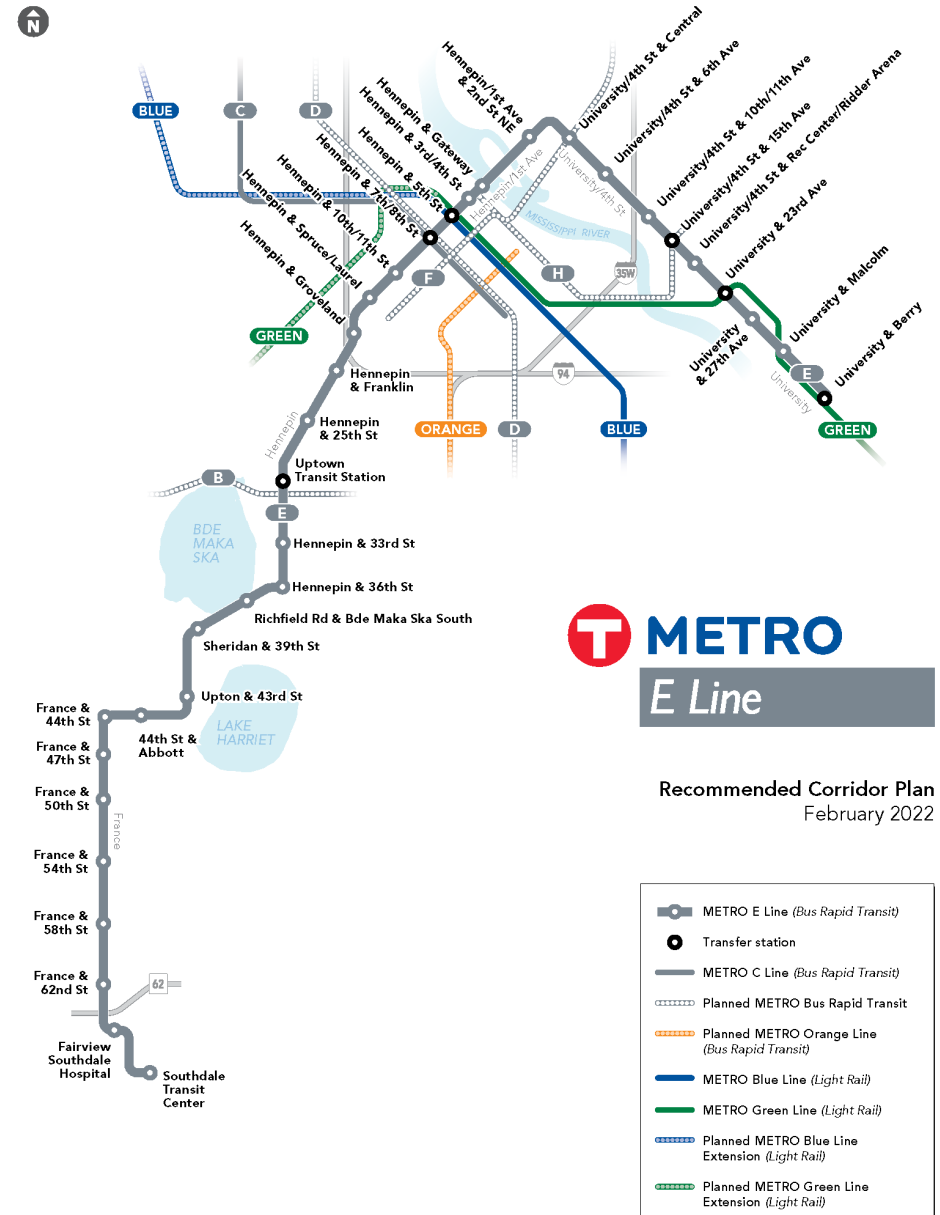 N
University/4th St & Central
University/4th St & 6th Ave
University/4th St & 10th/11th Ave
University/4th St & 15th Ave
University/4th St & Rec Center/Ridder Arena
University & 23rd Ave
University & Malcolm
University & Berry
University
& 27th Ave
Hennepin/1st Ave
& 2nd St NE
Hennepin & Gateway
Hennepin & 3rd/4th St
Hennepin & 5th St
Hennepin & 7th/8th St
Hennepin & 10th/11th St
Hennepin & Spruce/Laurel
Hennepin & Groveland
BLUE
C
D
Hennepin/1st Ave
University/4th St
MISSISSIPPI RIVER
F
H
35W
GREEN
94
E
University
ORANGE
D
BLUE
GREEN
Hennepin
& Franklin
Hennepin
& 25th St
Hennepin
Uptown
Transit Station
B
E
BDE
MAKA
SKA
Hennepin & 33rd St
Hennepin & 36th St
Richfield Rd & Bde Maka Ska South
Sheridan & 39th St
Upton & 43rd St
LAKE
HARRIET
44th St &
Abbott
France &
44th St
France &
47th St
France &
50th St
France
France &
54th St
France &
58th St
France &
62nd St
62
Fairview
Southdale
Hospital
Southdale
Transit
Center
T METRO
E Line
Recommended Corridor Plan
February 2022
METRO E Line (Bus Rapid Transit)
Transfer station
METRO C Line (Bus Rapid Transit)
Planned METRO Bus Rapid Transit
Planned METRO Orange Line
(Bus Rapid Transit)
METRO Blue Line (Light Rail)
METRO Green Line (Light Rail)
Planned METRO Blue Line
Extension (Light Rail)
Planned METRO Green Line
Extension (Light Rail)